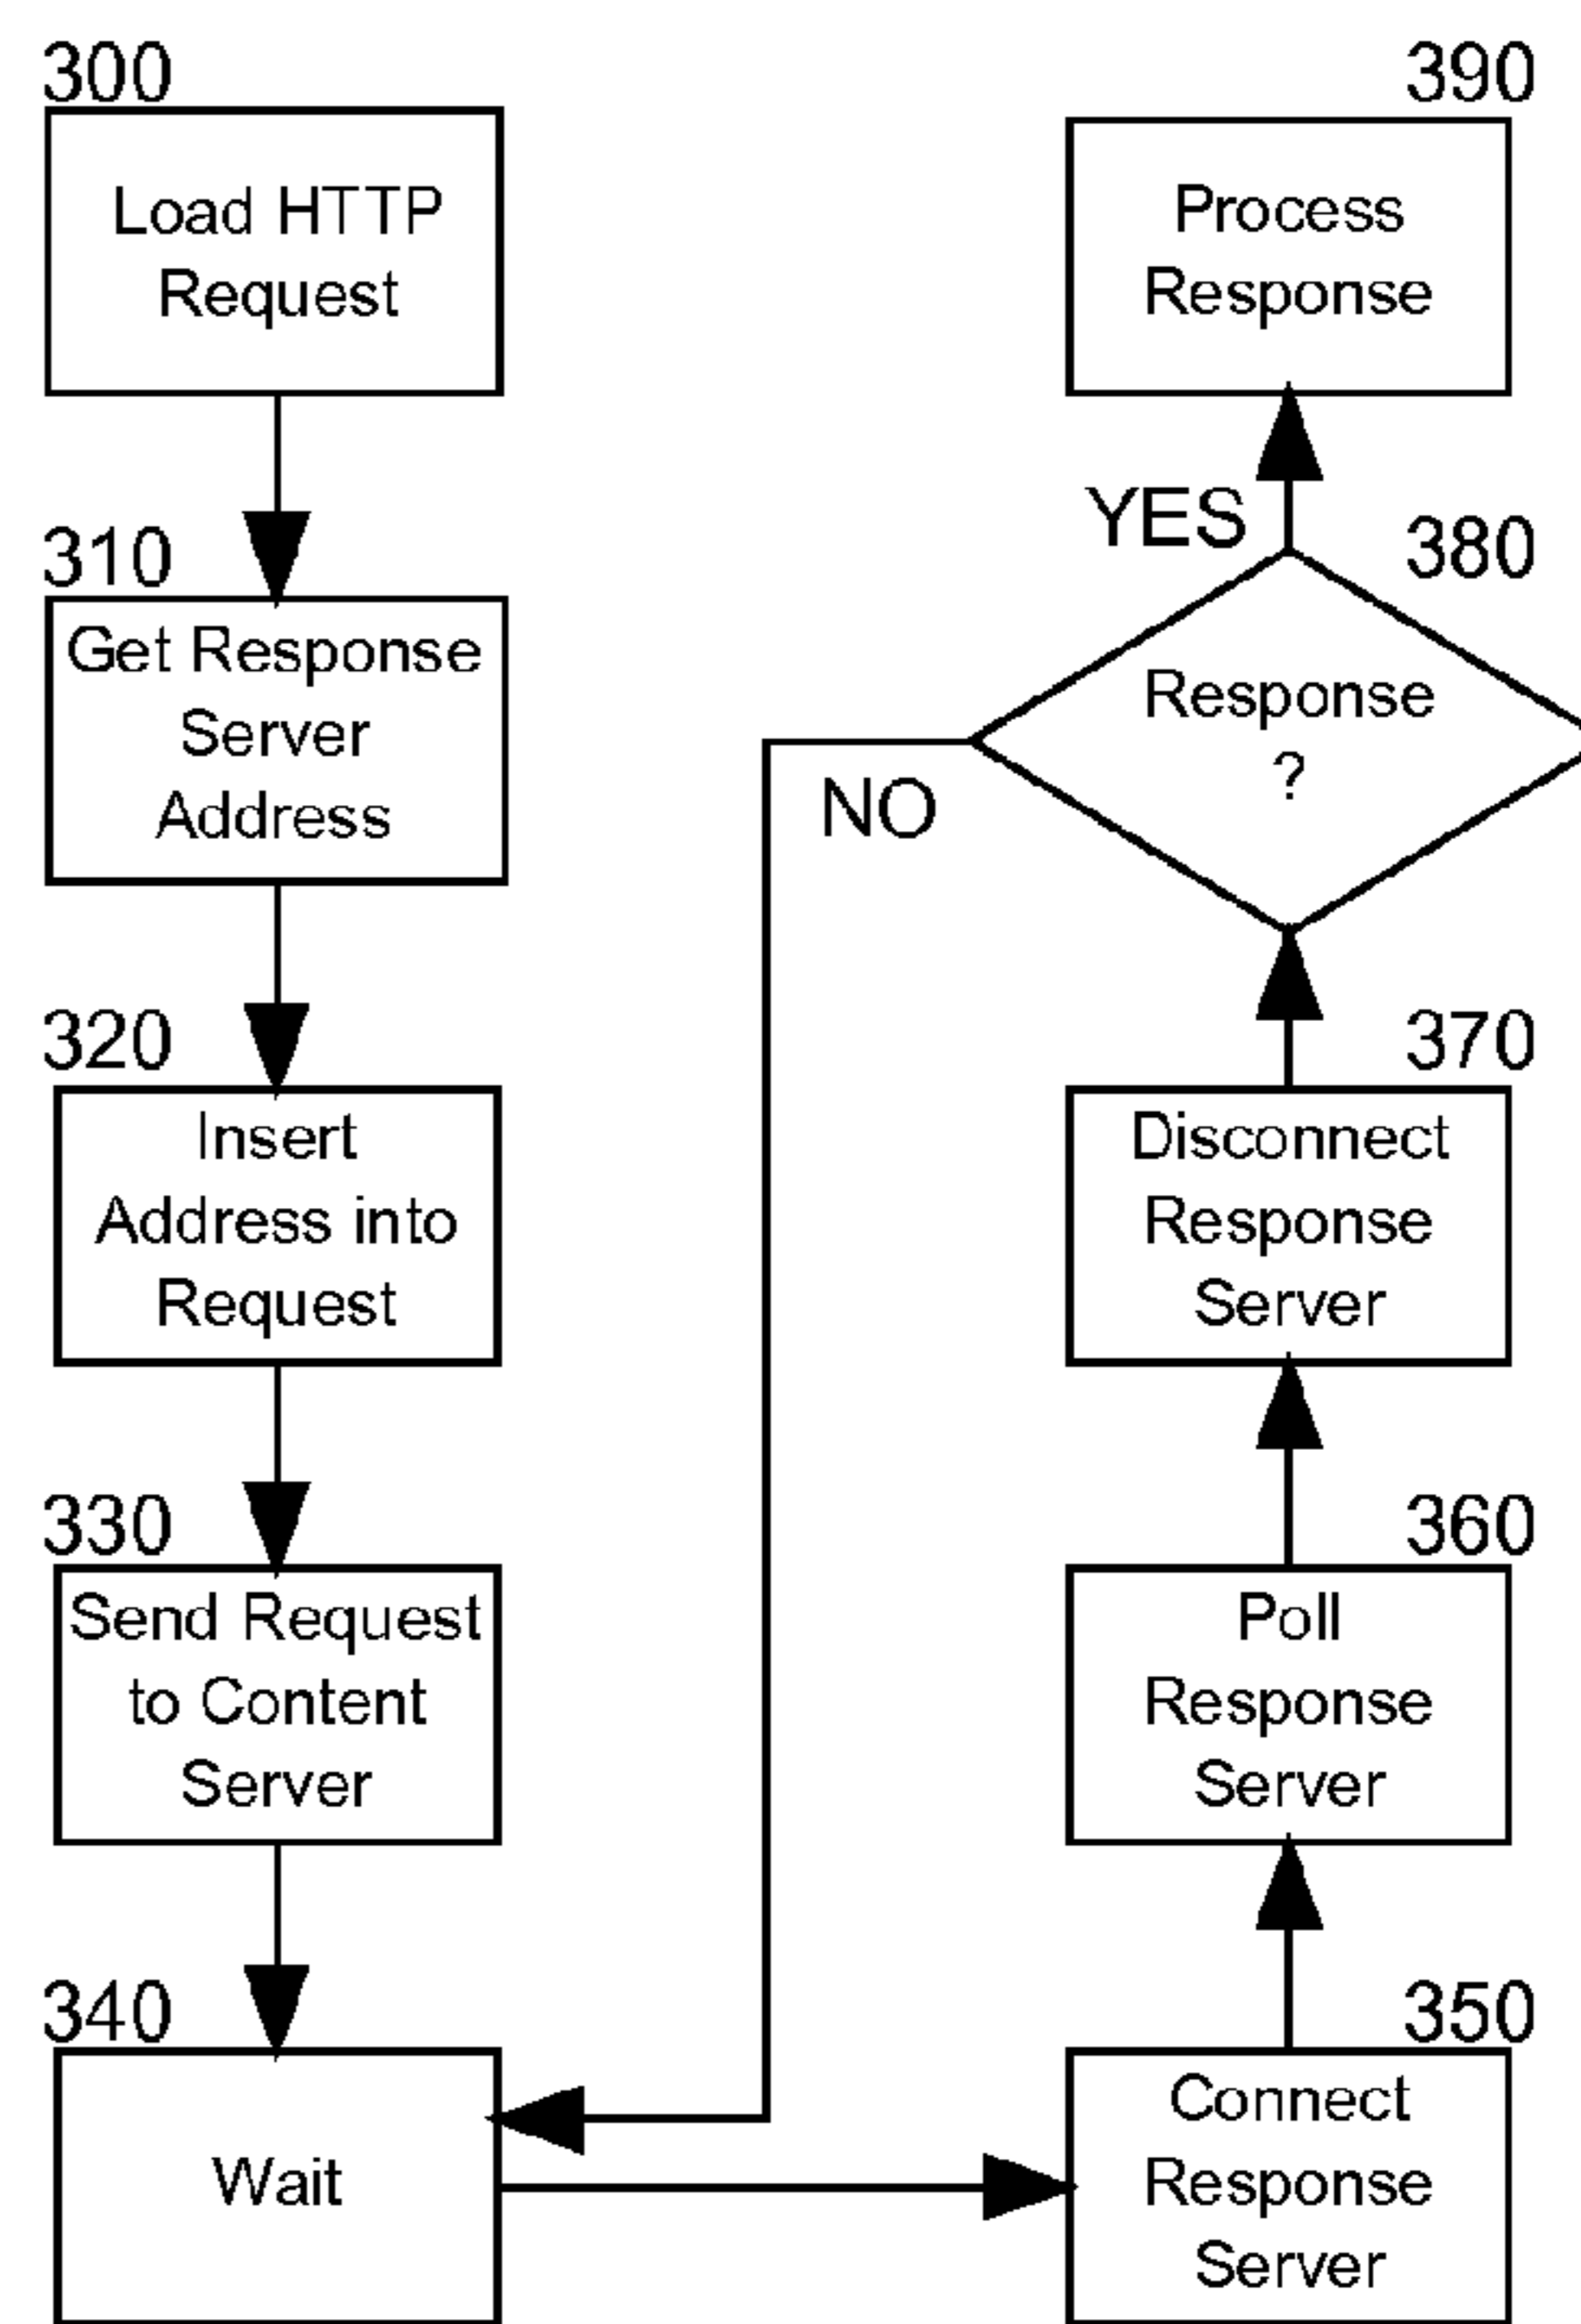 300
Load HTTP
Request
310
Get Response
Server
Address
320
Insert
Address into
Request
330
Send Request
to Content
Server
340
Wait
350
Connect
Response
Server
360
Poll
Response
Server
370
Disconnect
Response
Server
380
Response
?
NO
YES
390
Process
Response